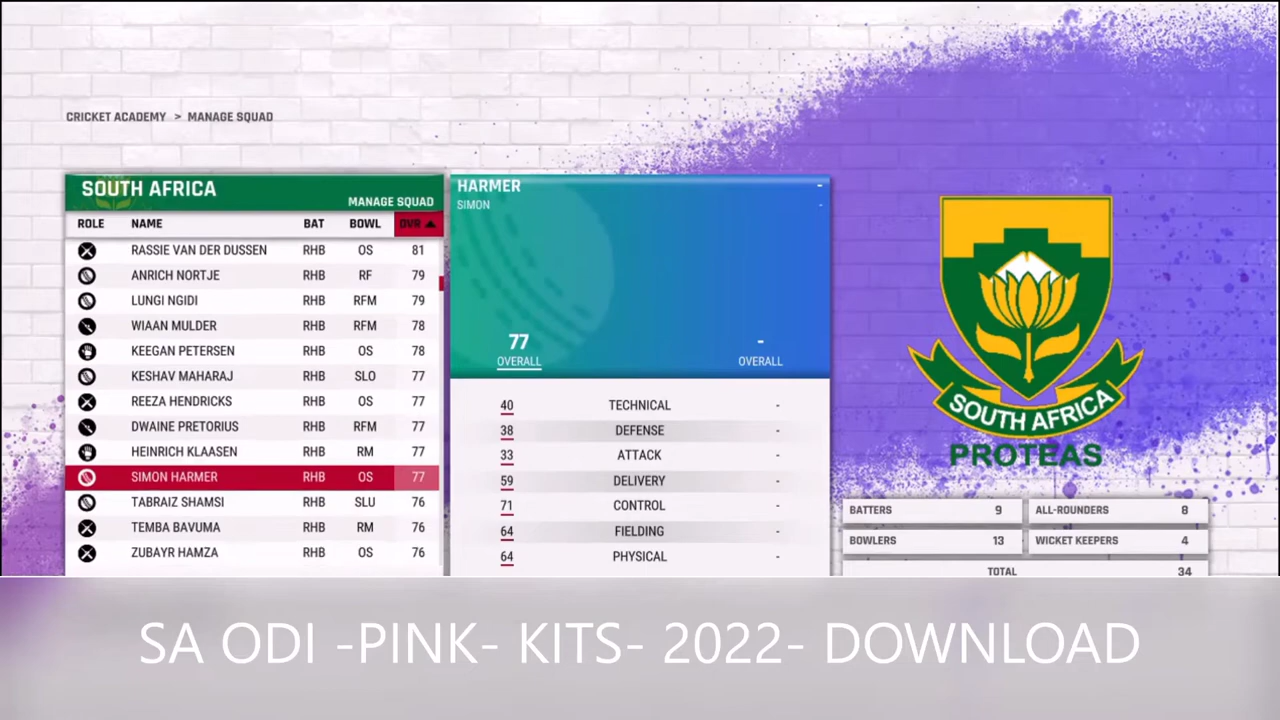 CRICKET ACADEMY > MANAGE SQUAD
SOUTH AFRICA
MANAGE SQUAD
ROLE NAME BAT BOWL OVR
RASSIE VAN DER DUSSEN RHB OS 81
ANRICH NORTJE RHB RF 79
LUNGI NGIDI RHB RFM 79
WIAAN MULDER RHB RFM 78
KEEGAN PETERSEN RHB OS 78
KESHAV MAHARAJ RHB SLO 77
REEZA HENDRICKS RHB OS 77
DWAINE PRETORIUS RHB RFM 77
HEINRICH KLAASEN RHB RM 77
SIMON HARMER RHB OS 77
TABRAIZ SHAMSI RHB SLU 76
TEMBA BAVUMA RHB RM 76
ZUBAYR HAMZA RHB OS 76
HARMER -
SIMON -
77 -
OVERALL OVERALL
40 TECHNICAL -
38 DEFENSE -
33 ATTACK -
59 DELIVERY -
71 CONTROL -
64 FIELDING -
64 PHYSICAL -
SOUTH AFRICA
PROTEAS
BATTERS 9 ALL-ROUNDERS 8
BOWLERS 13 WICKET KEEPERS 4
TOTAL 34
SA ODI -PINK- KITS- 2022- DOWNLOAD